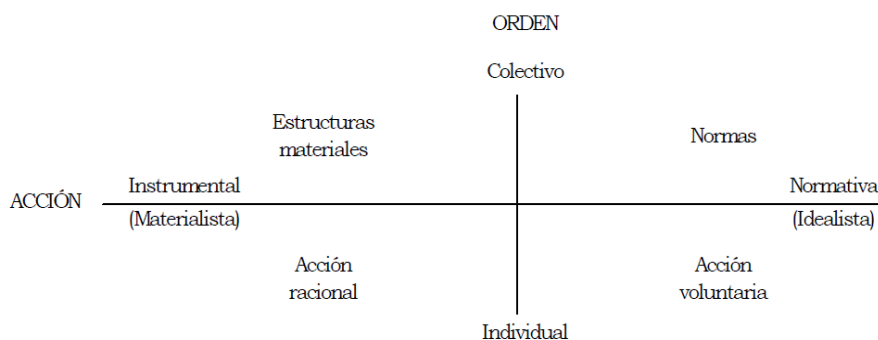 ORDEN
Colectivo
Estructuras
materiales
Normas
ACCIÓN
Instrumental
(Materialista)
Normativa
(Idealista)
Acción
racional
Acción
voluntaria
Individual